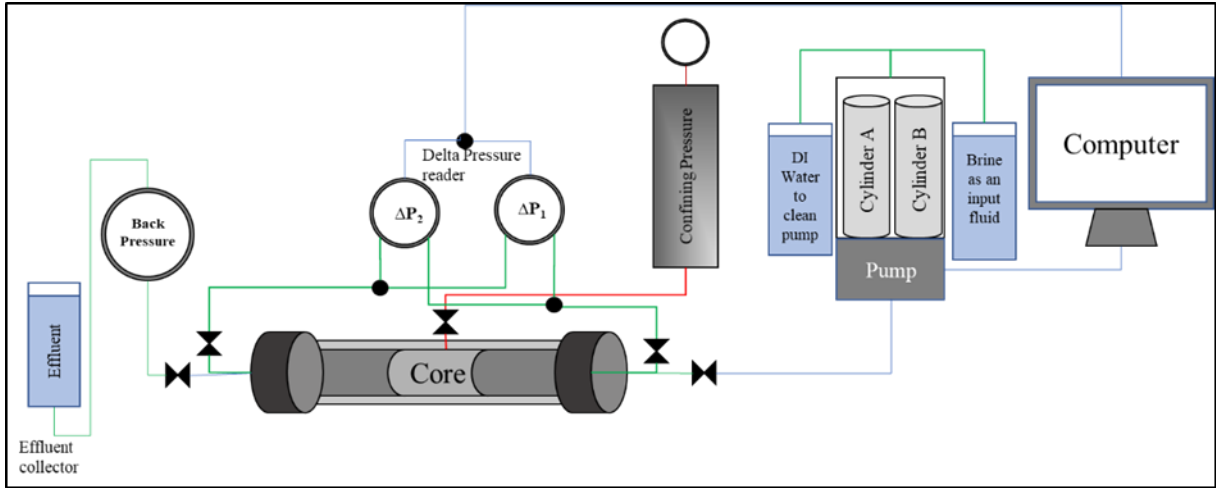 Delta Pressure
reader
ΔP2
ΔP1
Confining Pressure
Cylinder A
Cylinder B
DI
Water to
clean
pump
Brine
as an
input
fluid
Computer
Pump
Back
Pressure
Effluent
Core
Effluent
collector